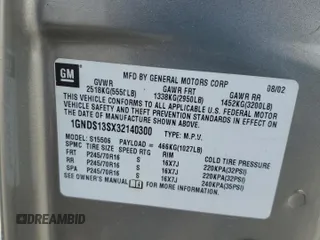 GM
MFD BY GENERAL MOTORS CORP 08/02
GVWR GAWR FRT GAWR RR
2518KG(5550LB) 1338KG(2950LB) 1452KG(3200LB)
THIS VEHICLE CONFORMS TO ALL APPLICABLE U.S. FEDERAL
MOTOR VEHICLE SAFETY STANDARDS IN EFFECT ON
THE DATE OF MANUFACTURE SHOWN ABOVE.
1GNDS13SX32140300 TYPE: M.P.V.
MODEL: S15506 PAYLOAD = 466KG(1027LB)
SPMC TIRE SIZE SPEED RTG RIM COLD TIRE PRESSURE
FRT P245/70R16 S 16X7J 220KPA(32PSI)
RR P245/70R16 S 16X7J 220KPA(32PSI)
SPA P245/70R16 S 16X7J 240KPA(35PSI)
SEE OWNER'S MANUAL FOR ADDITIONAL INFORMATION
DREAMBID